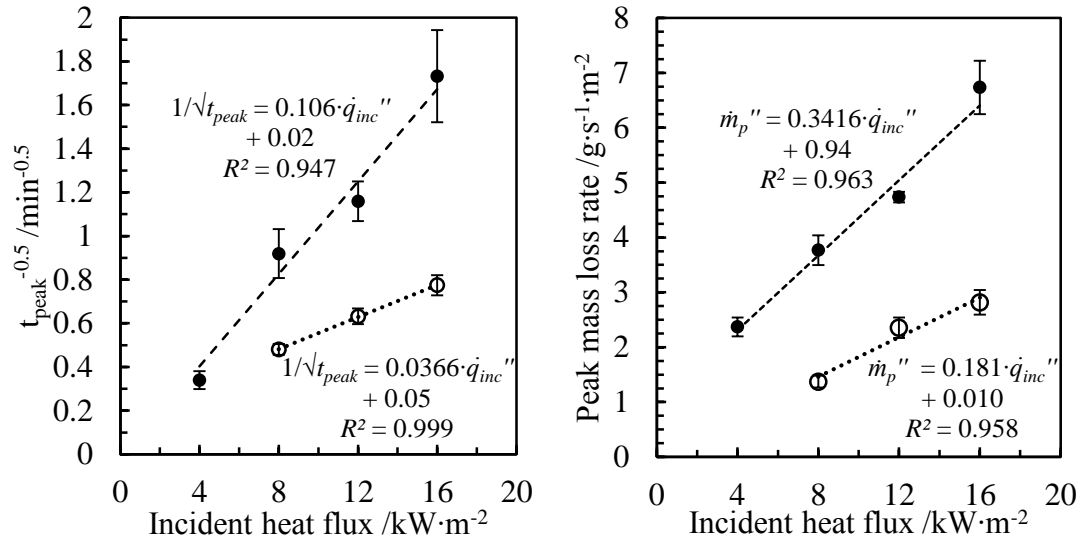 2
1.8
1.6
1.4
1.2
1
0.8
0.6
0.4
0.2
0
t_peak^-0.5 /min^-0.5
1/√t_peak = 0.106·q̇_inc″
+ 0.02
R² = 0.947
1/√t_peak = 0.0366·q̇_inc″
+ 0.05
R² = 0.999
0 4 8 12 16 20
Incident heat flux /kW·m^-2
8
7
6
5
4
3
2
1
0
Peak mass loss rate /g·s^-1·m^-2
ṁ_p″ = 0.3416·q̇_inc″
+ 0.94
R² = 0.963
ṁ_p″ = 0.181·q̇_inc″
+ 0.010
R² = 0.958
0 4 8 12 16 20
Incident heat flux /kW·m^-2